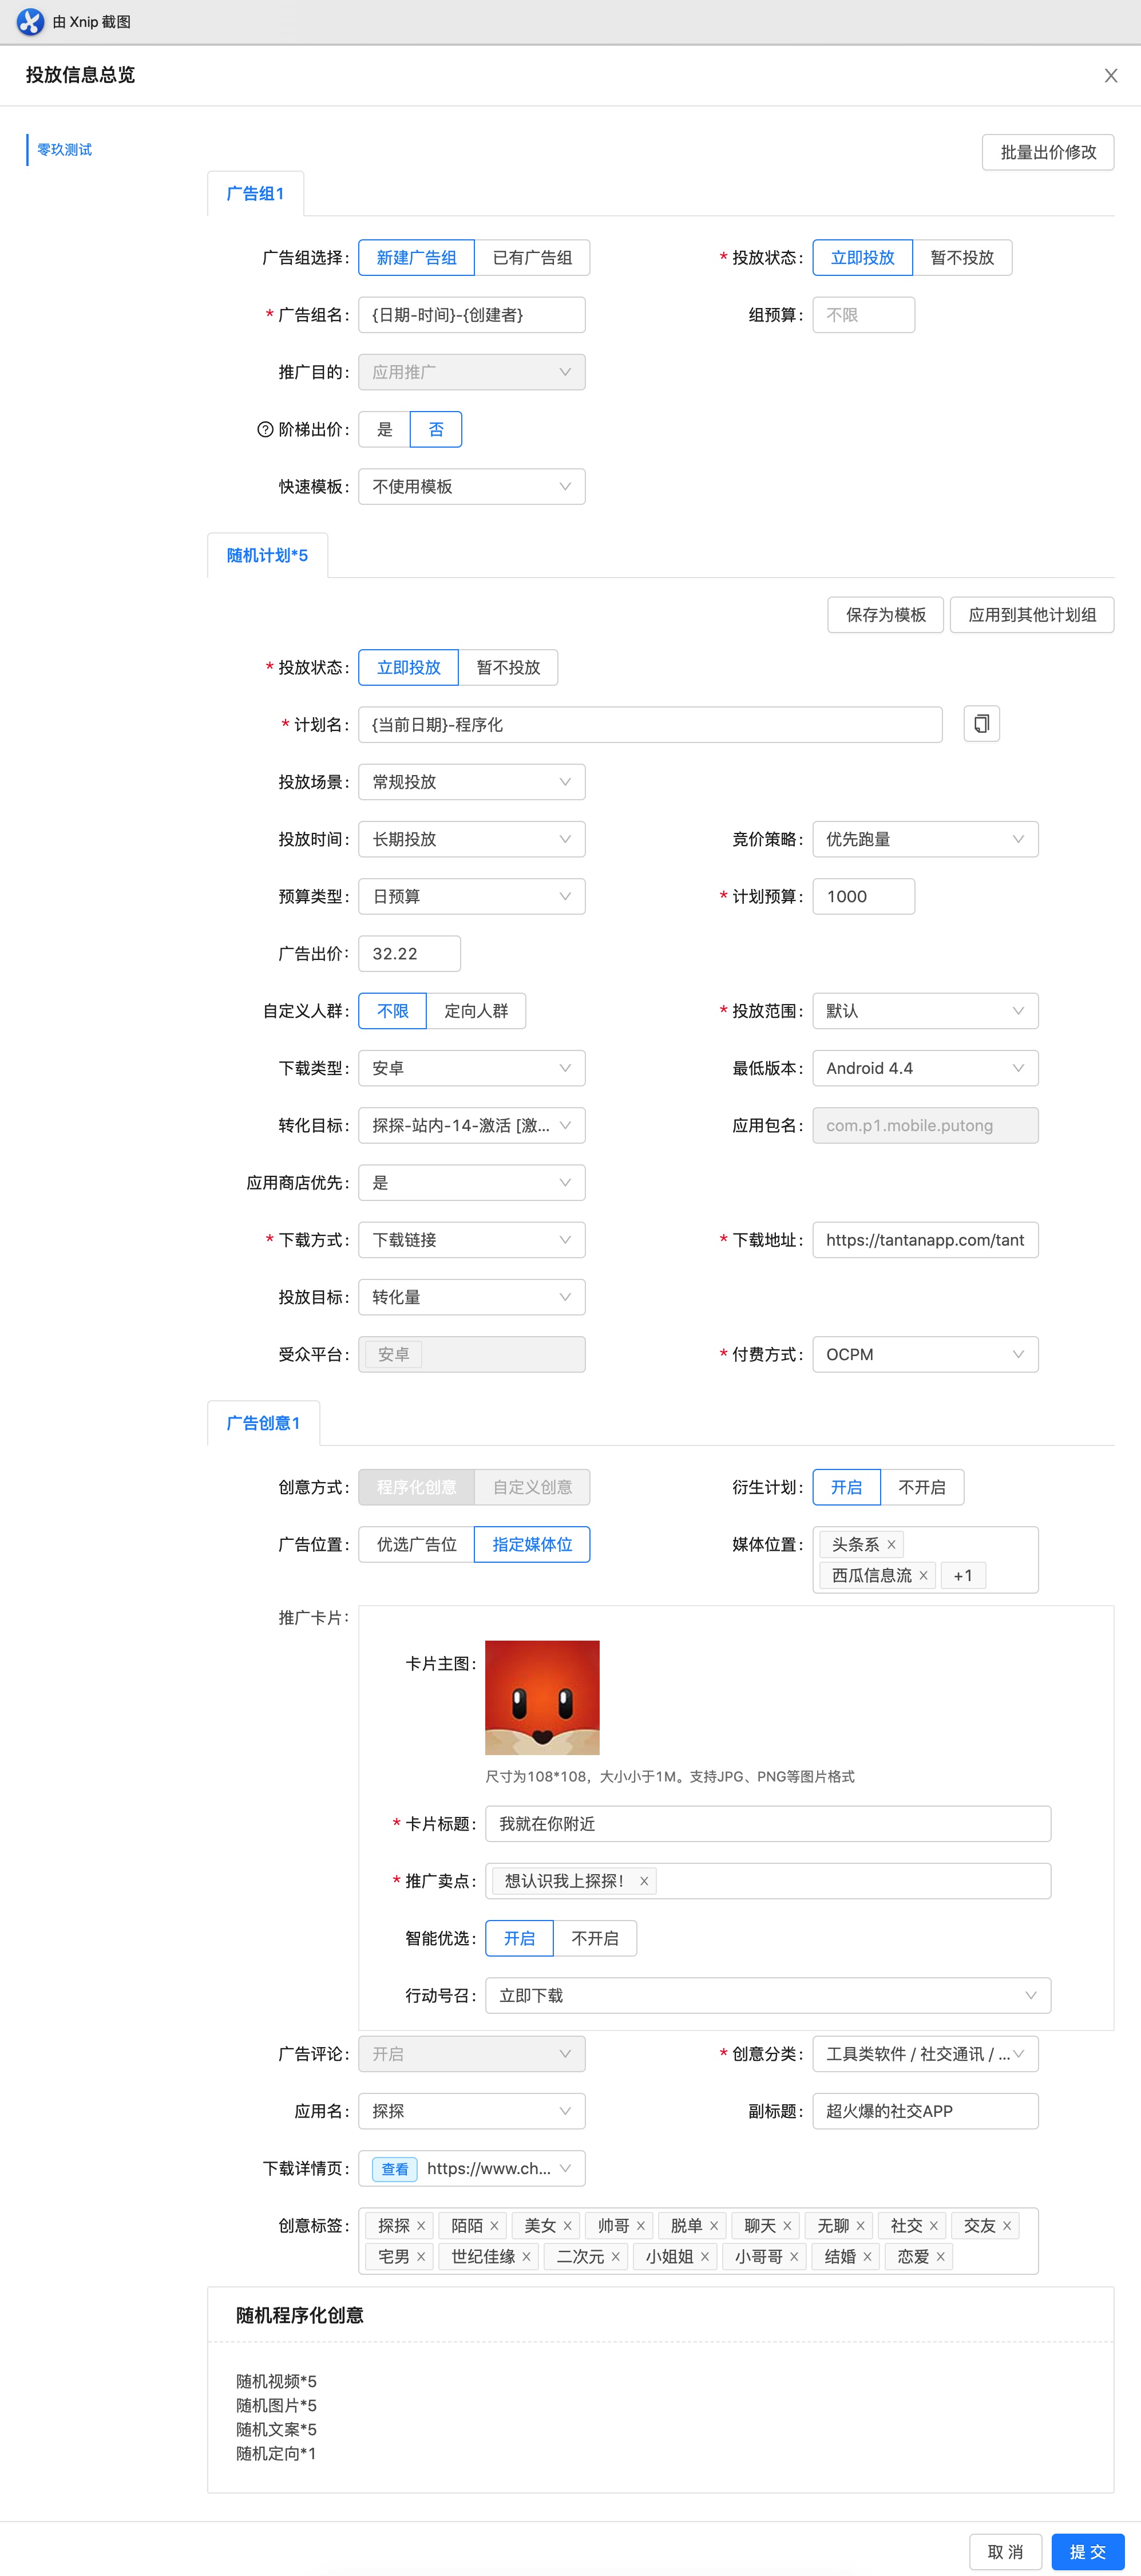 由 Xnip 截图
投放信息总览
零玖测试
批量出价修改
广告组1
广告组选择: 新建广告组 已有广告组 * 投放状态: 立即投放 暂不投放
* 广告组名: {日期-时间}-{创建者} 组预算: 不限
推广目的: 应用推广
? 阶梯出价: 是 否
快速模板: 不使用模板
随机计划*5
保存为模板 应用到其他计划组
* 投放状态: 立即投放 暂不投放
* 计划名: {当前日期}-程序化
投放场景: 常规投放
投放时间: 长期投放 竞价策略: 优先跑量
预算类型: 日预算 * 计划预算: 1000
广告出价: 32.22
自定义人群: 不限 定向人群 * 投放范围: 默认
下载类型: 安卓 最低版本: Android 4.4
转化目标: 探探-站内-14-激活 [激... 应用包名: com.p1.mobile.putong
应用商店优先: 是
* 下载方式: 下载链接 * 下载地址: https://tantanapp.com/tant
投放目标: 转化量
受众平台: 安卓 * 付费方式: OCPM
广告创意1
创意方式: 程序化创意 自定义创意 衍生计划: 开启 不开启
广告位置: 优选广告位 指定媒体位 媒体位置: 头条系 ×
西瓜信息流 × +1
推广卡片:
卡片主图:
尺寸为108*108，大小小于1M。支持JPG、PNG等图片格式
* 卡片标题: 我就在你附近
* 推广卖点: 想认识我上探探！ ×
智能优选: 开启 不开启
行动号召: 立即下载
广告评论: 开启 * 创意分类: 工具类软件 / 社交通讯 / ...
应用名: 探探 副标题: 超火爆的社交APP
下载详情页: 查看 https://www.ch...
创意标签: 探探 × 陌陌 × 美女 × 帅哥 × 脱单 × 聊天 × 无聊 × 社交 × 交友 ×
宅男 × 世纪佳缘 × 二次元 × 小姐姐 × 小哥哥 × 结婚 × 恋爱 ×
随机程序化创意
随机视频*5
随机图片*5
随机文案*5
随机定向*1
取 消 提 交